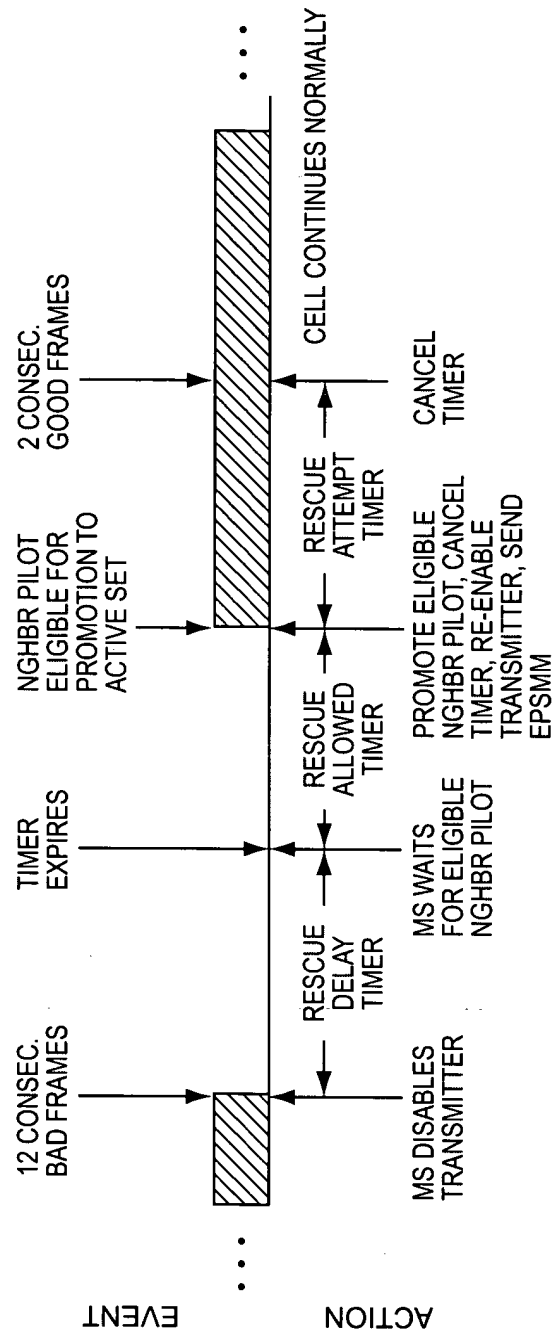 EVENT
12 CONSEC.
BAD FRAMES
TIMER
EXPIRES
NGHBR PILOT
ELIGIBLE FOR
PROMOTION TO
ACTIVE SET
2 CONSEC.
GOOD FRAMES
RESCUE
DELAY
TIMER
RESCUE
ALLOWED
TIMER
RESCUE
ATTEMPT
TIMER
CELL CONTINUES NORMALLY
ACTION
MS DISABLES
TRANSMITTER
MS WAITS
FOR ELIGIBLE
NGHBR PILOT
PROMOTE ELIGIBLE
NGHBR PILOT, CANCEL
TIMER, RE-ENABLE
TRANSMITTER, SEND
EPSMM
CANCEL
TIMER